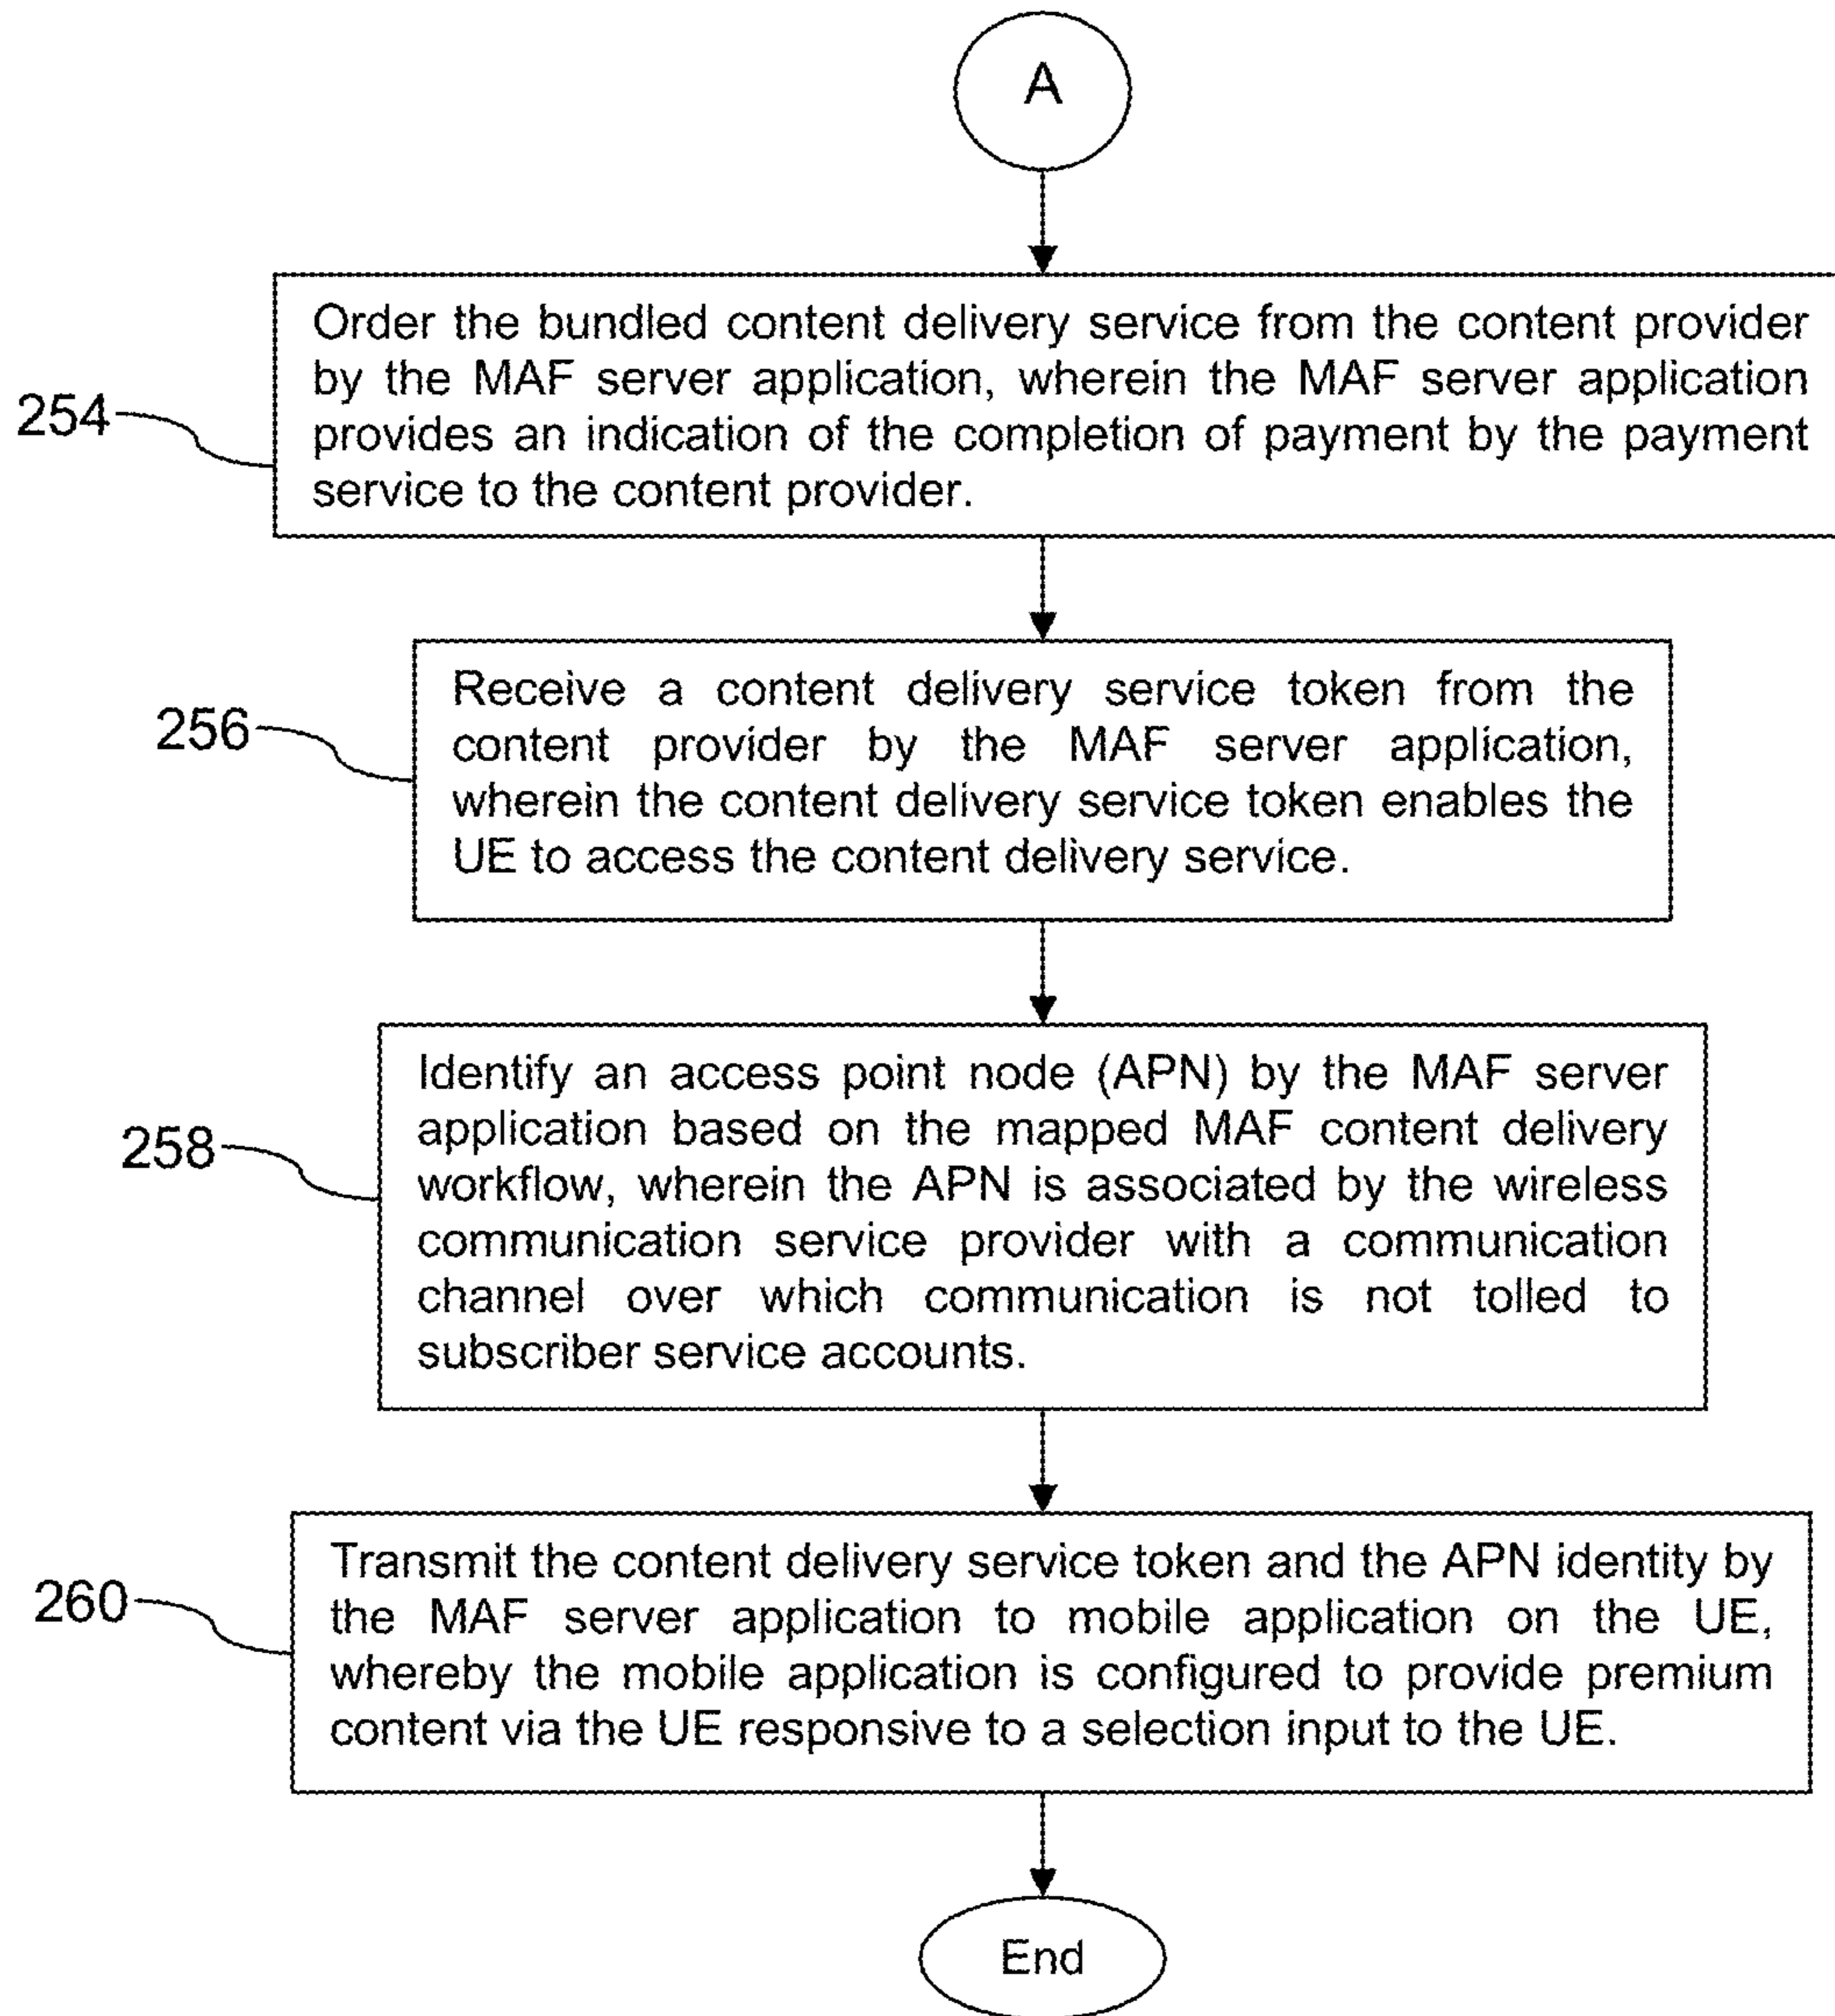 A
Order the bundled content delivery service from the content provider
by the MAF server application, wherein the MAF server application
provides an indication of the completion of payment by the payment
service to the content provider.
254
Receive a content delivery service token from the
content provider by the MAF server application,
wherein the content delivery service token enables the
UE to access the content delivery service.
256
Identify an access point node (APN) by the MAF server
application based on the mapped MAF content delivery
workflow, wherein the APN is associated by the wireless
communication service provider with a communication
channel over which communication is not tolled to
subscriber service accounts.
258
Transmit the content delivery service token and the APN identity by
the MAF server application to mobile application on the UE,
whereby the mobile application is configured to provide premium
content via the UE responsive to a selection input to the UE.
260
End